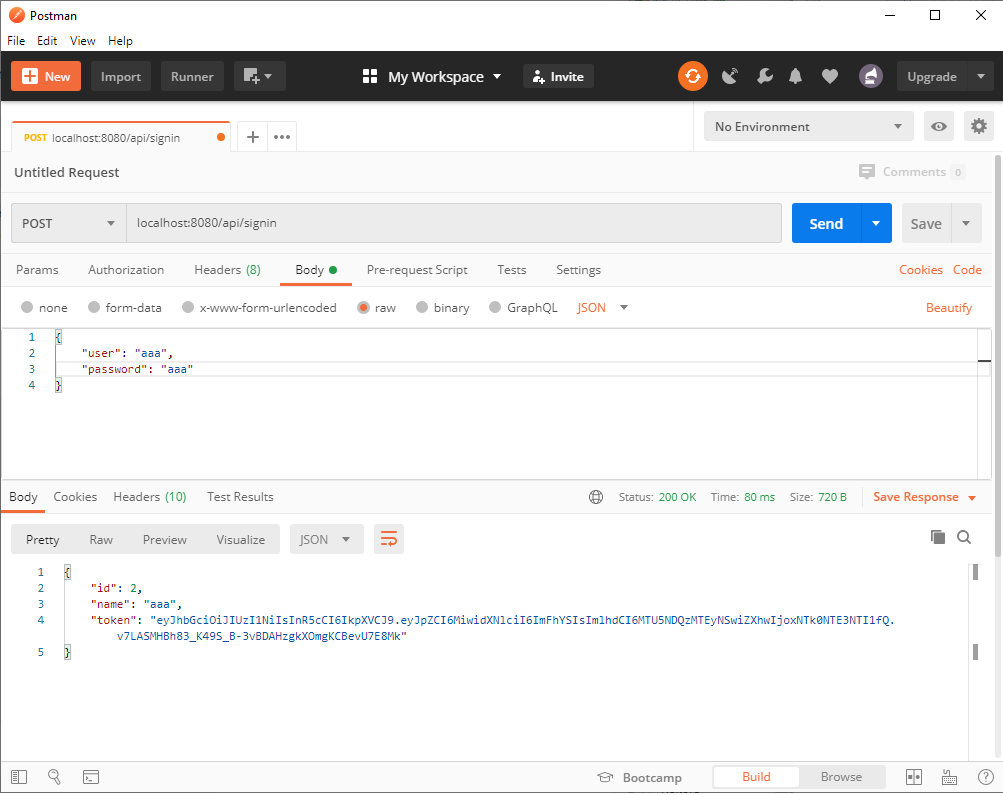 Postman
File Edit View Help
New Import Runner My Workspace Invite Upgrade
POST localhost:8080/api/signin No Environment
Untitled Request Comments 0
POST localhost:8080/api/signin Send Save
Params Authorization Headers (8) Body Pre-request Script Tests Settings Cookies Code
none form-data x-www-form-urlencoded raw binary GraphQL JSON Beautify
1 {
2 "user": "aaa",
3 "password": "aaa"
4 }
Body Cookies Headers (10) Test Results Status: 200 OK Time: 80 ms Size: 720 B Save Response
Pretty Raw Preview Visualize JSON
1 {
2 "id": 2,
3 "name": "aaa",
4 "token": "eyJhbGciOiJIUzI1NiIsInR5cCI6IkpXVCJ9.eyJpZCI6MiwidXNlciI6ImFhYSIsImlhdCI6MTU5NDQzMTEyNSwiZXhwIjoxNTk0NTE3NTI1fQ.
v7LASMHBh83_K49S_B-3vBDAHzgkXOmgKCBevU7E8Mk"
5 }
Bootcamp Build Browse